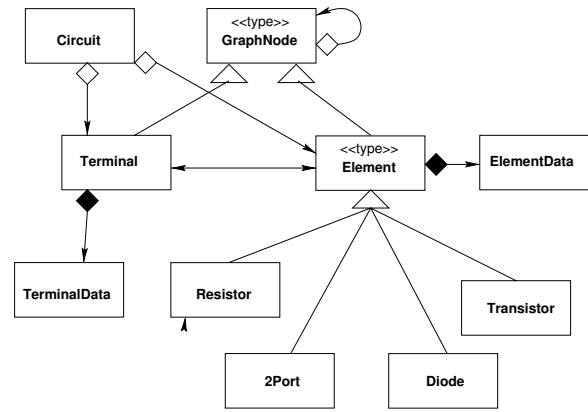 Circuit
<<type>>
GraphNode
Terminal
<<type>>
Element
ElementData
TerminalData
Resistor
Transistor
2Port
Diode